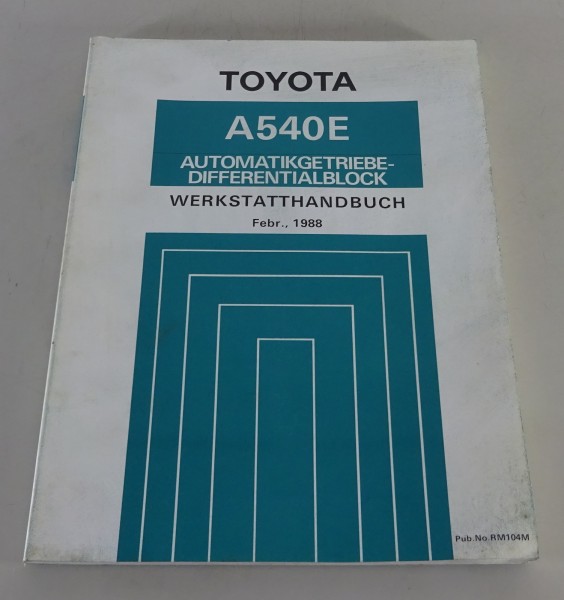 TOYOTA
A540E
AUTOMATIKGETRIEBE-
DIFFERENTIALBLOCK
WERKSTATTHANDBUCH
Febr., 1988
Pub.No.RM104M